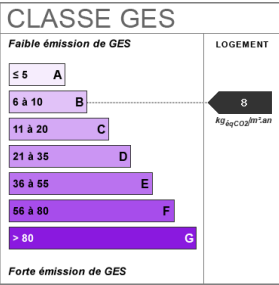 CLASSE GES
Faible émission de GES
LOGEMENT
≤ 5 A
6 à 10 B
8
kgéqCO2/m².an
11 à 20 C
21 à 35 D
36 à 55 E
56 à 80 F
> 80 G
Forte émission de GES